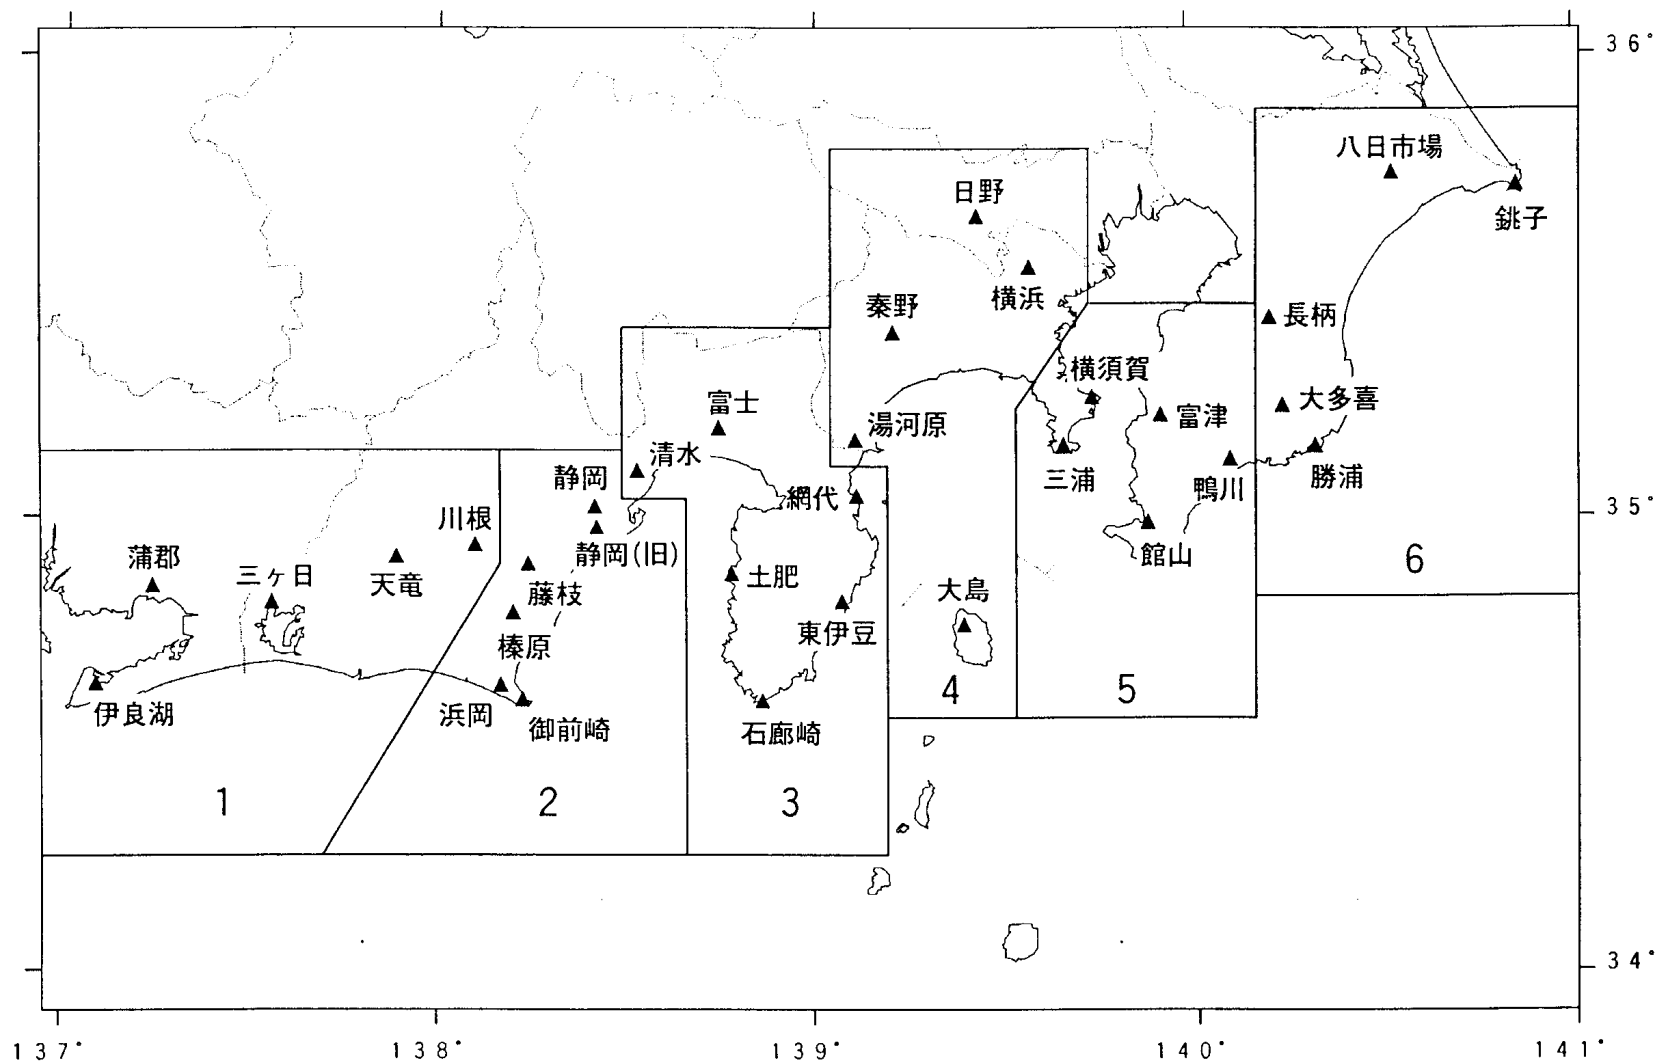 36°
八日市場
日野
銚子
横浜
秦野
長柄
横須賀
大多喜
富士
湯河原
富津
清水
静岡
三浦
鴨川
勝浦
網代
川根
35°
静岡(旧)
館山
蒲郡
三ヶ日
天竜
土肥
大島
6
藤枝
東伊豆
榛原
4
5
伊良湖
浜岡
御前崎
石廊崎
1
2
3
34°
137°
138°
139°
140°
141°